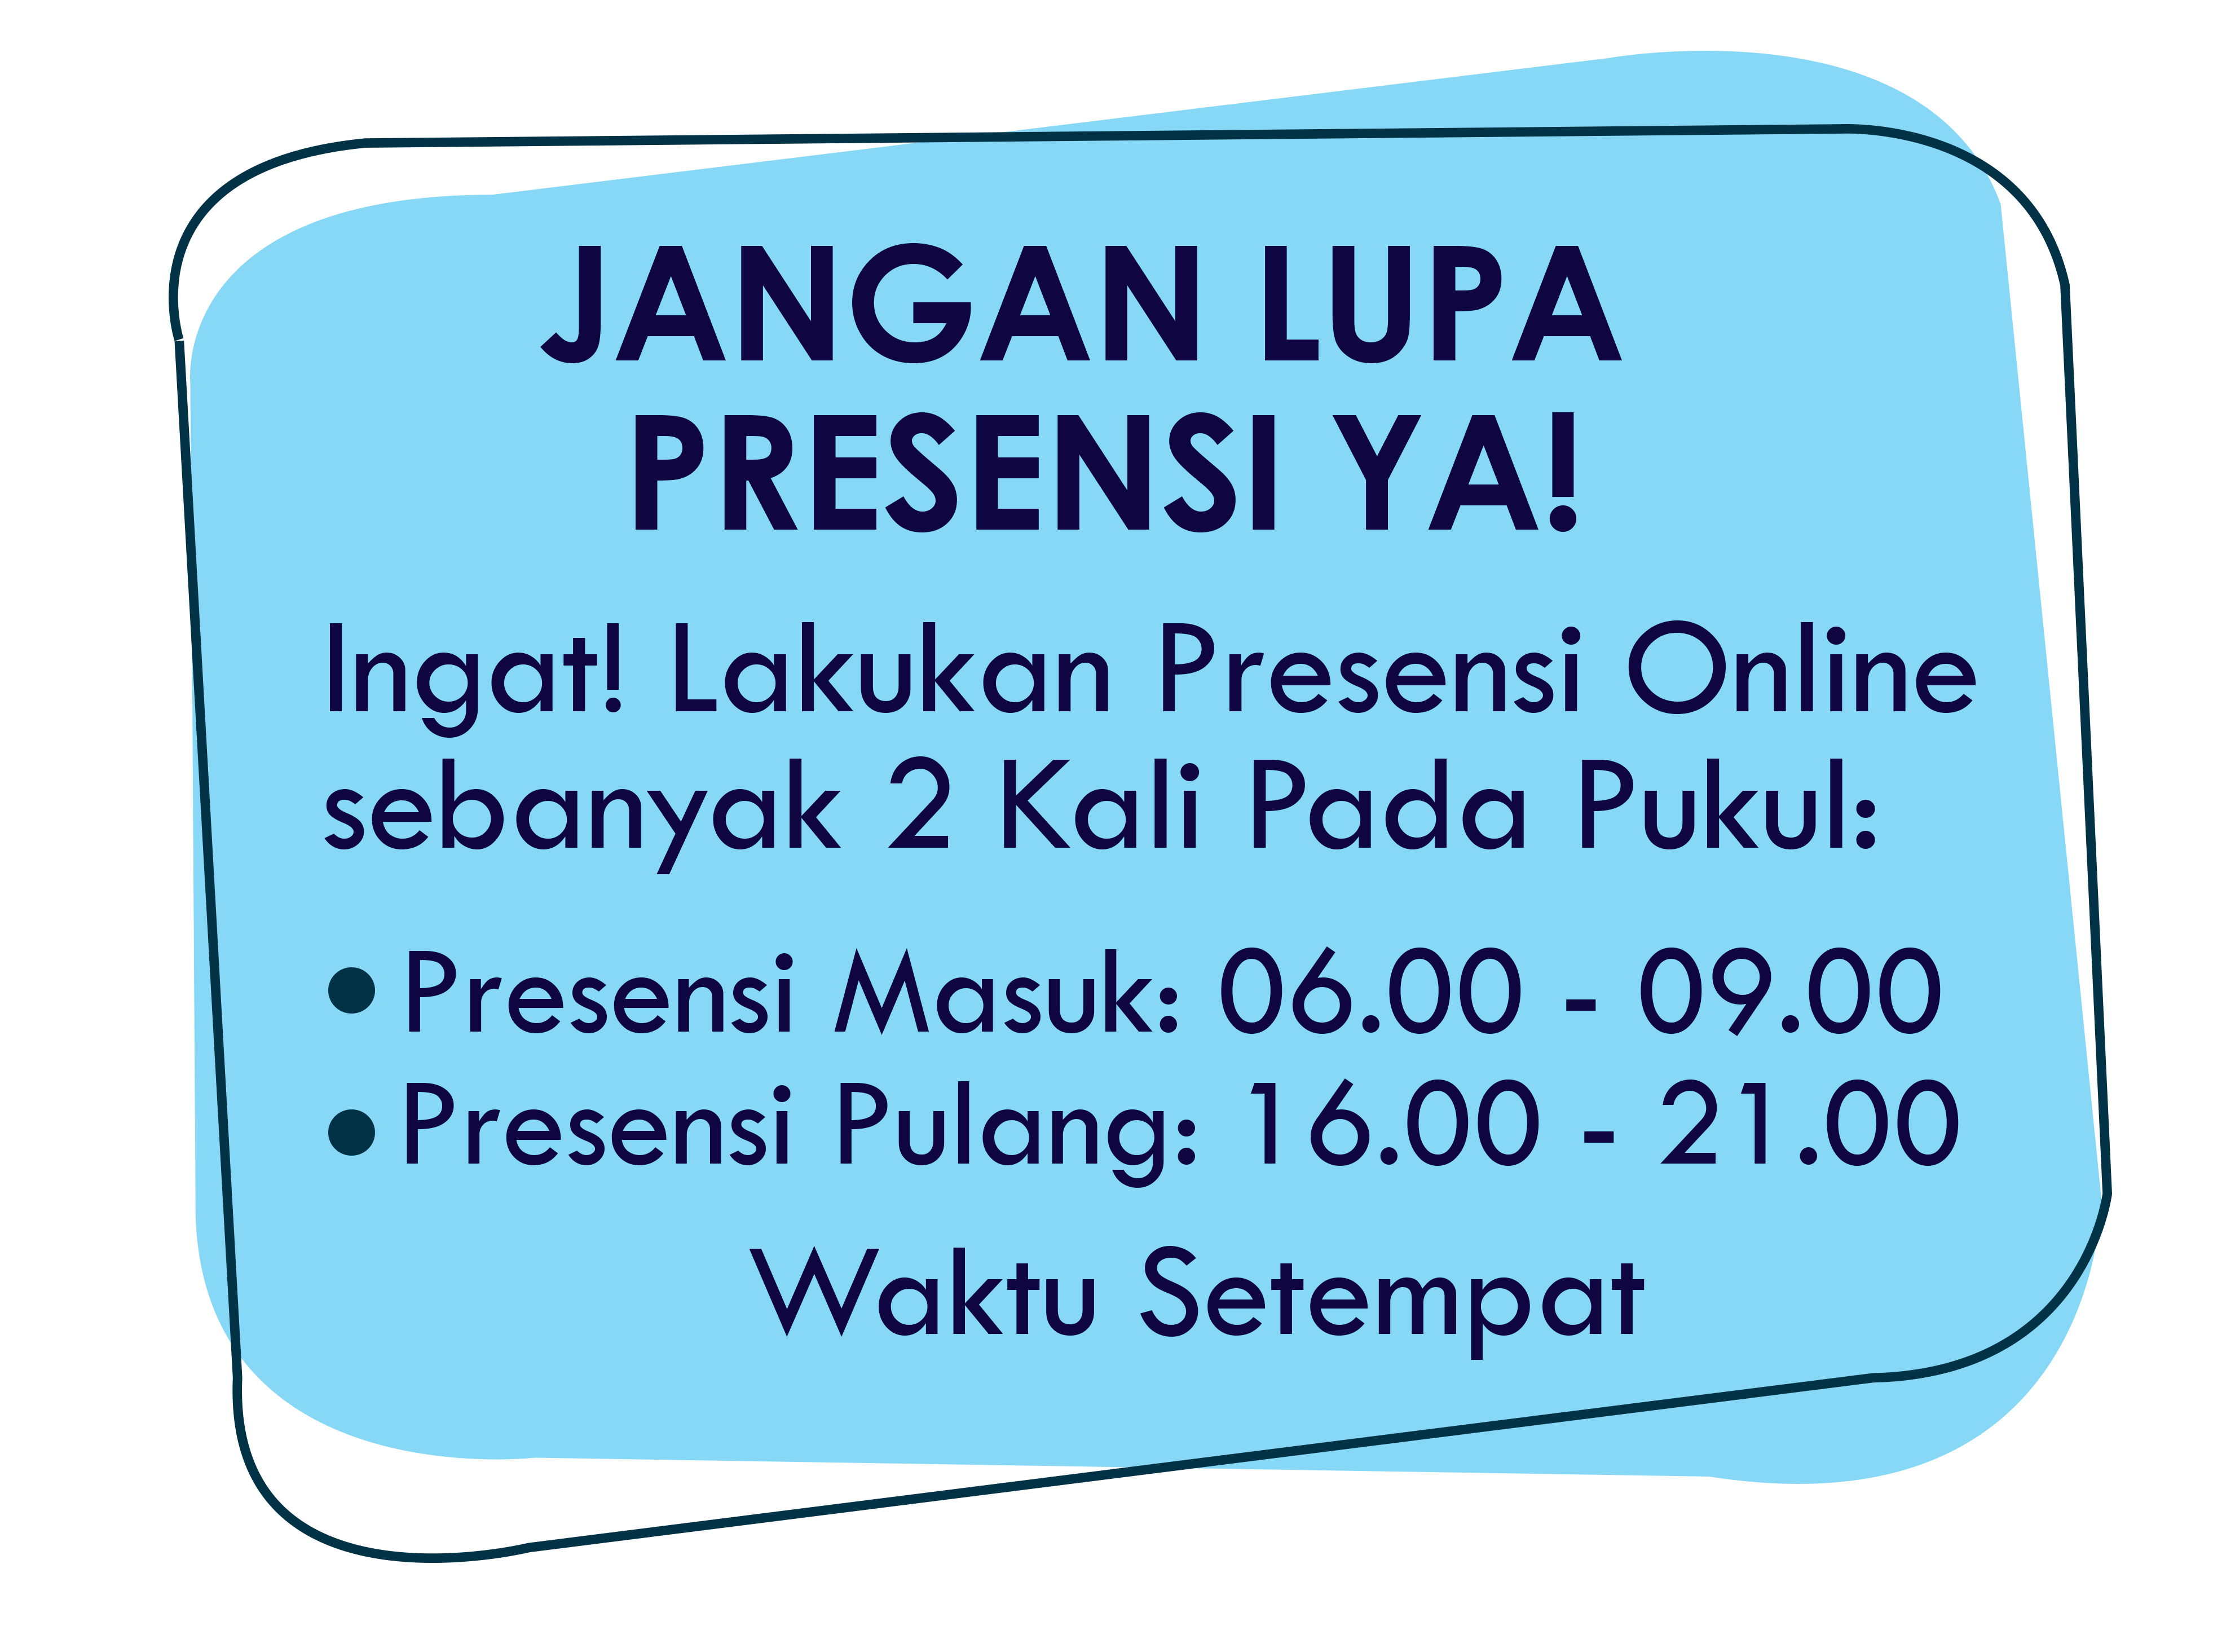 JANGAN LUPA
PRESENSI YA!
Ingat! Lakukan Presensi Online
sebanyak 2 Kali Pada Pukul:
• Presensi Masuk: 06.00 - 09.00
• Presensi Pulang: 16.00 - 21.00
Waktu Setempat